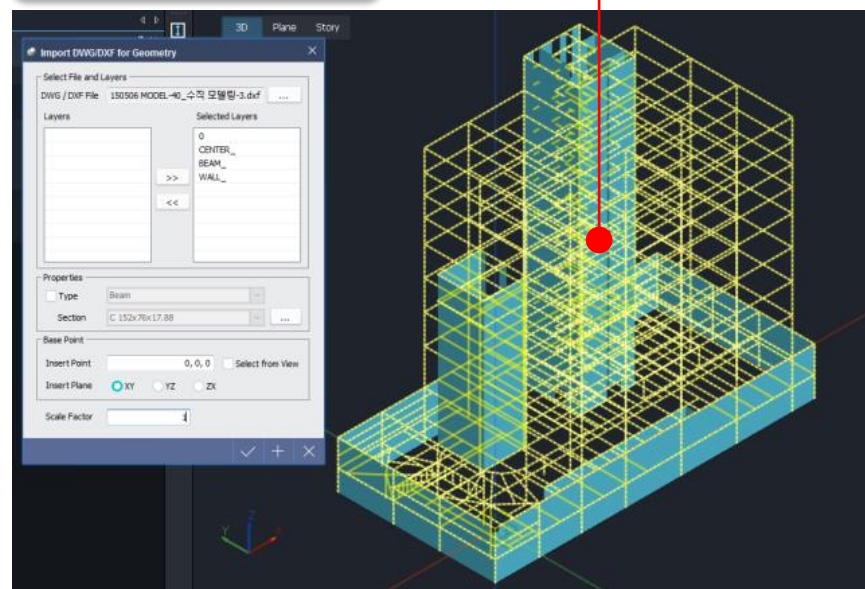 3D Plane Story
Import DWG/DXF for Geometry
Select File and Layers
DWG / DXF File 150506 MODEL-40_수직 모델링-3.dxf ...
Layers Selected Layers
0
CENTER_
BEAM_
>> WALL_
<<
Properties
Type Beam
Section C 152x76x17.88 ...
Base Point
Insert Point 0, 0, 0 Select from View
Insert Plane XY YZ ZX
Scale Factor 1
Z
Y